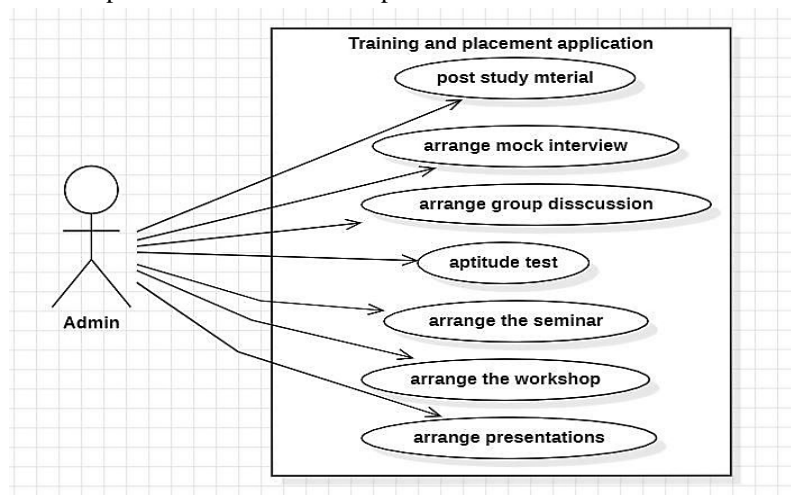 Training and placement application
post study mterial
arrange mock interview
arrange group disscussion
aptitude test
arrange the seminar
Admin
arrange the workshop
arrange presentations